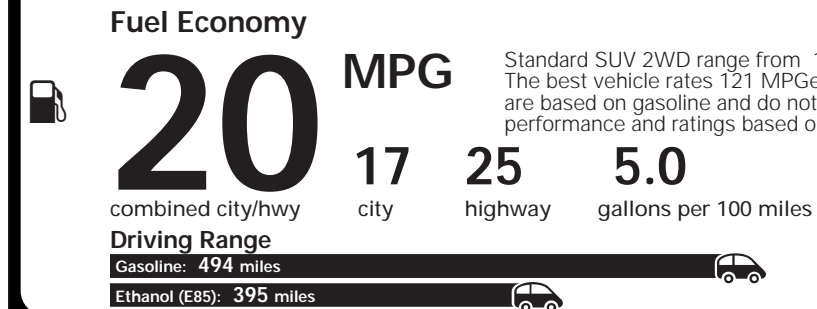 Fuel Economy
20
MPG
Standard SUV 2WD range from
The best vehicle rates 121 MPGe
are based on gasoline and do not
performance and ratings based
17 25 5.0
combined city/hwy city highway gallons per 100 miles
Driving Range
Gasoline: 494 miles
Ethanol (E85): 395 miles